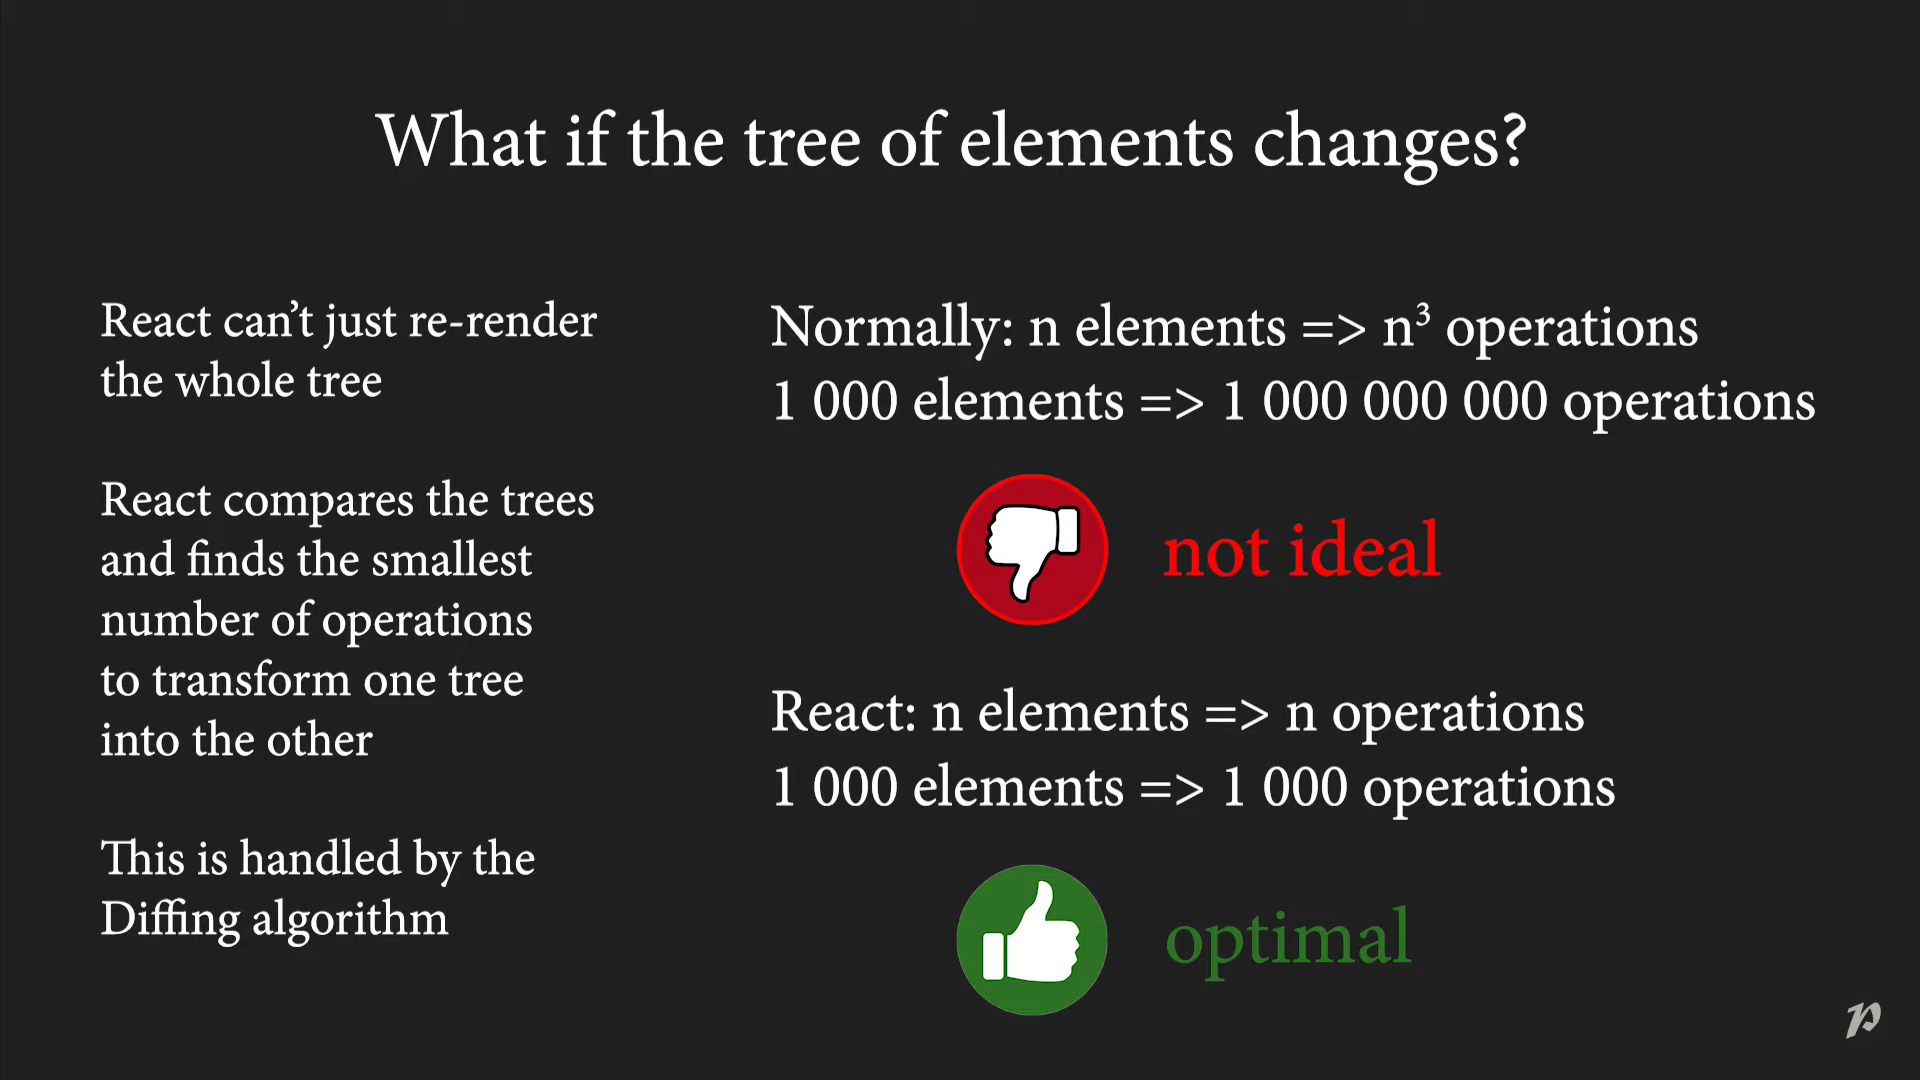 What if the tree of elements changes?
React can’t just re-render
the whole tree
React compares the trees
and finds the smallest
number of operations
to transform one tree
into the other
This is handled by the
Diffing algorithm
Normally: n elements => n³ operations
1 000 elements => 1 000 000 000 operations
not ideal
React: n elements => n operations
1 000 elements => 1 000 operations
optimal
p